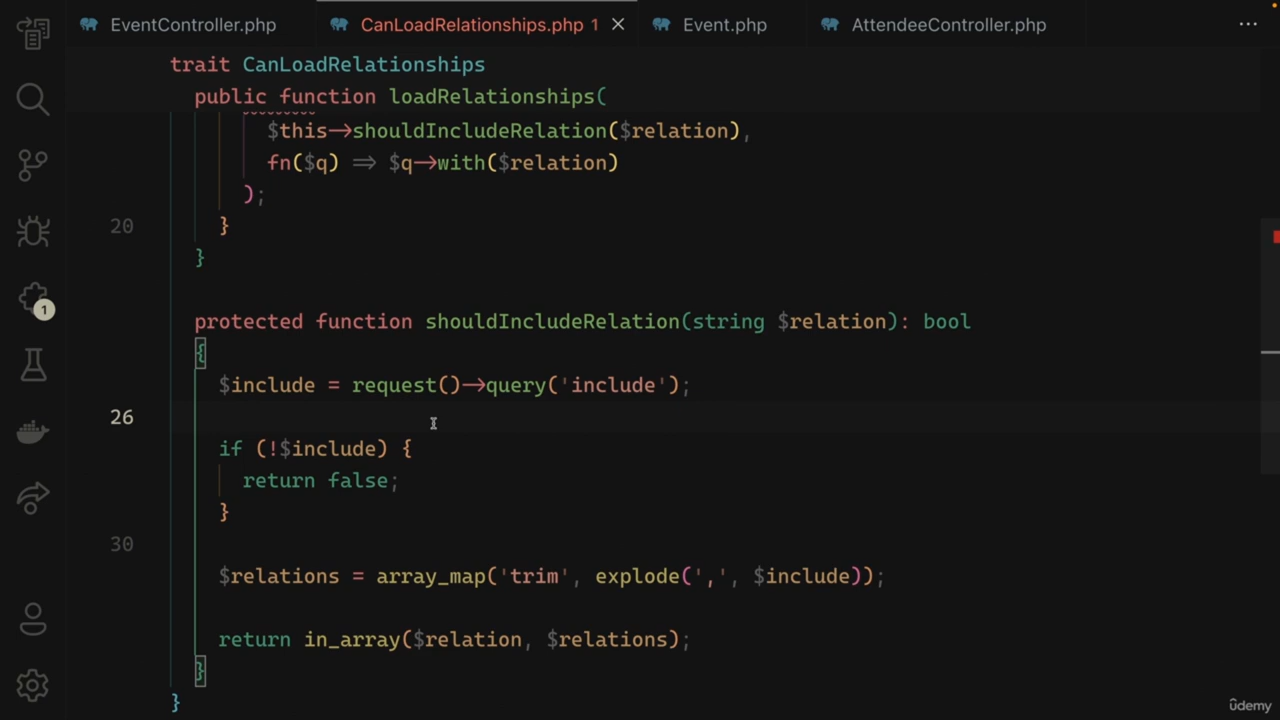 EventController.php
CanLoadRelationships.php 1
Event.php
AttendeeController.php
trait CanLoadRelationships
public function loadRelationships(
$this->shouldIncludeRelation($relation),
fn($q) => $q->with($relation)
);
20 }
}
protected function shouldIncludeRelation(string $relation): bool
{
$include = request()->query('include');
26
if (!$include) {
return false;
}
30
$relations = array_map('trim', explode(',', $include));
return in_array($relation, $relations);
}
}
1
ûdemy